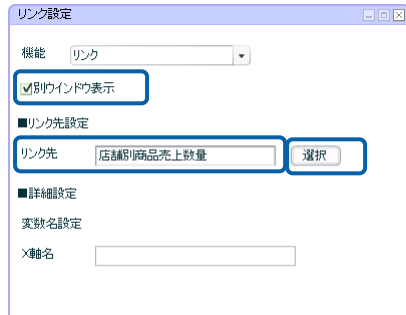 リンク設定
機能 リンク
別ウインドウ表示
■リンク先設定
リンク先 店舗別商品売上数量 選択
■詳細設定
変数名設定
X軸名